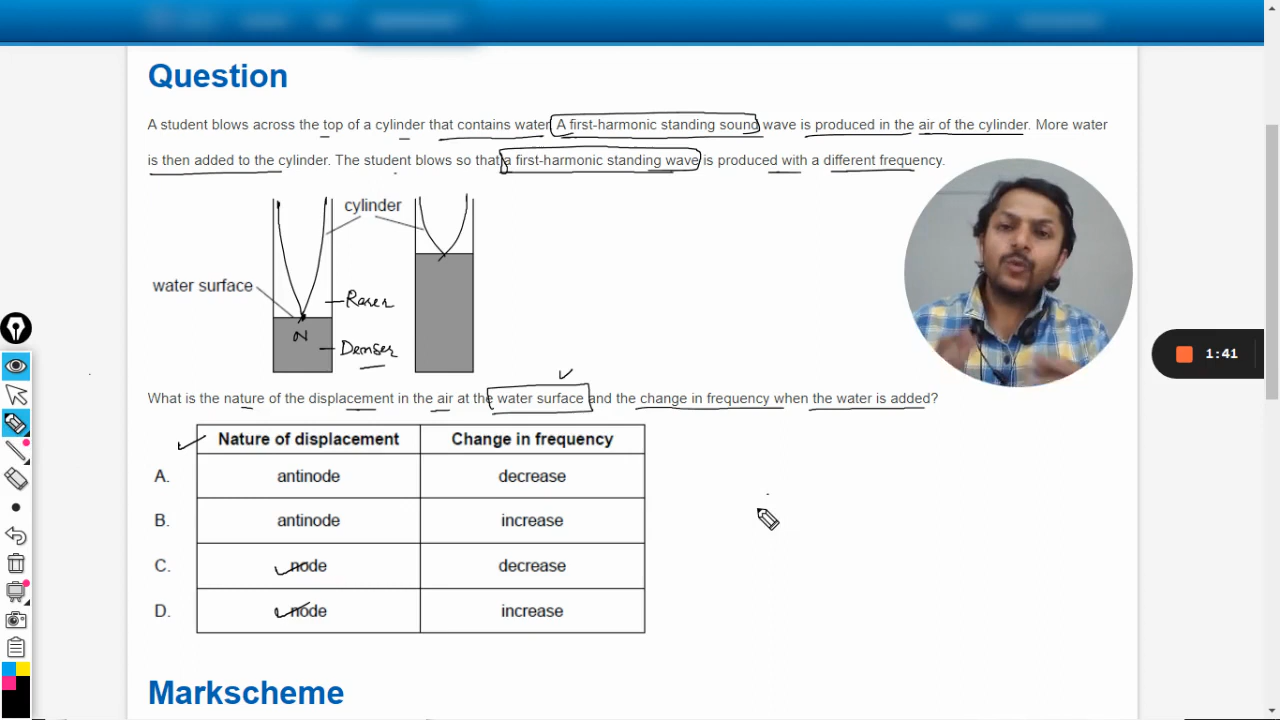 Question
A student blows across the top of a cylinder that contains water. A first-harmonic standing sound wave is produced in the air of the cylinder. More water
is then added to the cylinder. The student blows so that a first-harmonic standing wave is produced with a different frequency.
cylinder
water surface
Rarer
N
Denser
What is the nature of the displacement in the air at the water surface and the change in frequency when the water is added?
Nature of displacement Change in frequency
A. antinode decrease
B. antinode increase
C. node decrease
D. node increase
Markscheme
1:41